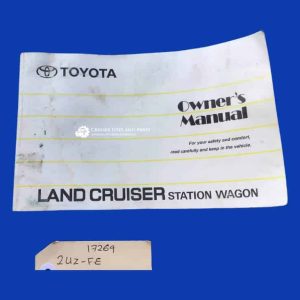 TOYOTA
Owner's
Manual
For your safety and comfort,
read carefully and keep in the vehicle.
LAND CRUISER STATION WAGON
17269
2UZ-FE